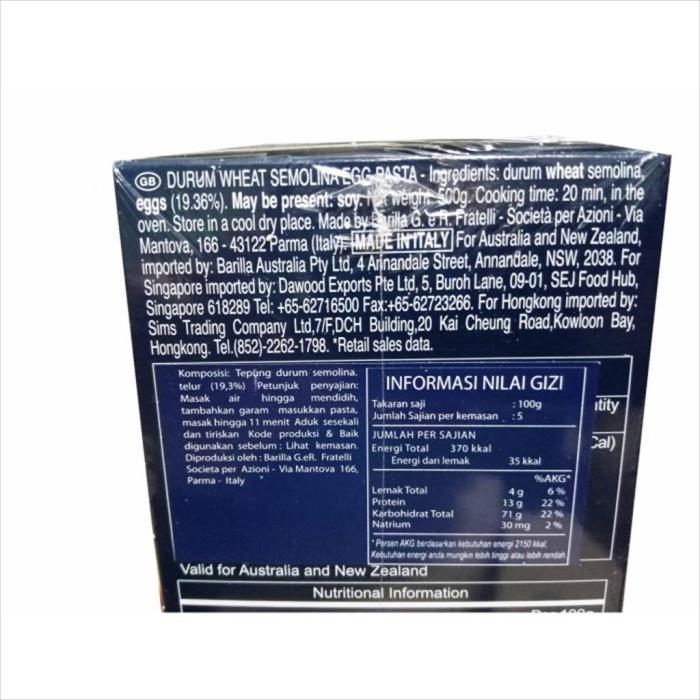 GB DURUM WHEAT SEMOLINA EGG PASTA - Ingredients: durum wheat semolina,
eggs (19.36%). May be present: soy. Net weight: 500g. Cooking time: 20 min, in the
oven. Store in a cool dry place. Made by Barilla G. e R. Fratelli - Società per Azioni - Via
Mantova, 166 - 43122 Parma (Italy). MADE IN ITALY For Australia and New Zealand,
imported by: Barilla Australia Pty Ltd, 4 Annandale Street, Annandale, NSW, 2038. For
Singapore imported by: Dawood Exports Pte Ltd, 5, Buroh Lane, 09-01, SEJ Food Hub,
Singapore 618289 Tel: +65-62716500 Fax:+65-62723266. For Hongkong imported by:
Sims Trading Company Ltd,7/F,DCH Building,20 Kai Cheung Road,Kowloon Bay,
Hongkong. Tel.(852)-2262-1798. *Retail sales data.
Komposisi: Tepung durum semolina.
telur (19,3%) Petunjuk penyajian:
Masak air hingga mendidih,
tambahkan garam masukkan pasta,
masak hingga 11 menit Aduk sesekali
dan tiriskan Kode produksi & Baik
digunakan sebelum : Lihat kemasan.
Diproduksi oleh : Barilla G.eR. Fratelli
Societa per Azioni - Via Mantova 166,
Parma - Italy
INFORMASI NILAI GIZI
Takaran saji : 100g
Jumlah Sajian per kemasan : 5
JUMLAH PER SAJIAN
Energi Total 370 kkal
Energi dari lemak 35 kkal
%AKG*
Lemak Total 4 g 6 %
Protein 13 g 22 %
Karbohidrat Total 71 g 22 %
Natrium 30 mg 2 %
*Persen AKG berdasarkan kebutuhan energi 2150 kkal.
Kebutuhan energi anda mungkin lebih tinggi atau lebih rendah
tity
Cal)
Valid for Australia and New Zealand
Nutritional Information